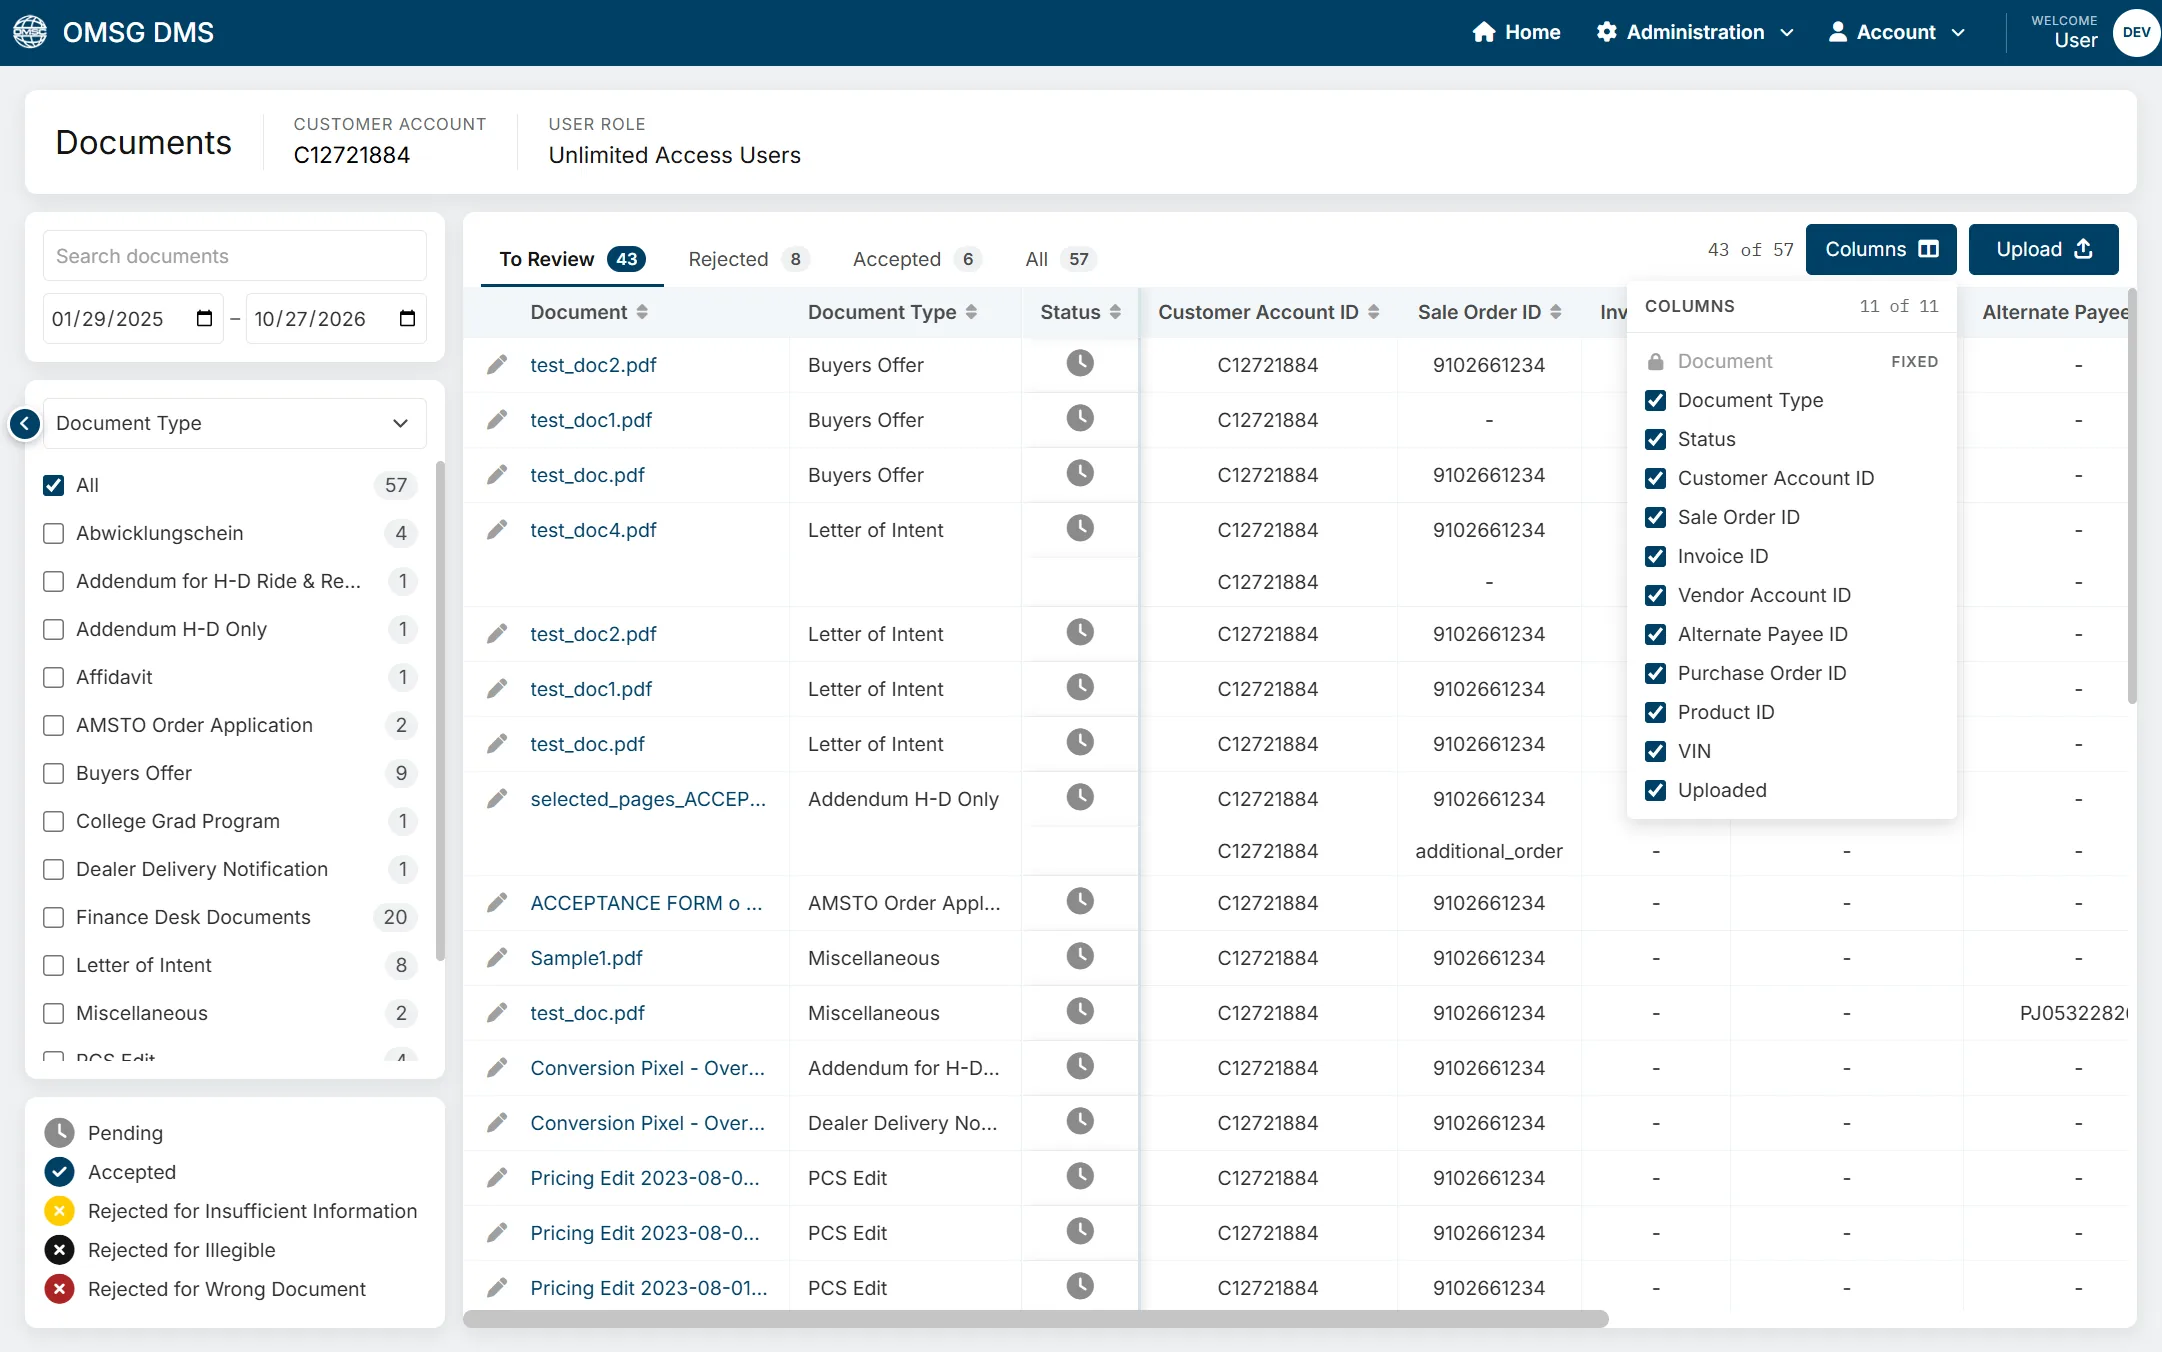 OMSG DMS
Home
Administration
Account
WELCOME
User
DEV
Documents
CUSTOMER ACCOUNT
C12721884
USER ROLE
Unlimited Access Users
Search documents
01/29/2025 – 10/27/2026
Document Type
All 57
Abwicklungschein 4
Addendum for H-D Ride & Re... 1
Addendum H-D Only 1
Affidavit 1
AMSTO Order Application 2
Buyers Offer 9
College Grad Program 1
Dealer Delivery Notification 1
Finance Desk Documents 20
Letter of Intent 8
Miscellaneous 2
PCS Edit 4
Pending
Accepted
Rejected for Insufficient Information
Rejected for Illegible
Rejected for Wrong Document
To Review 43 Rejected 8 Accepted 6 All 57
43 of 57
Columns
Upload
Document Document Type Status Customer Account ID Sale Order ID Inv Alternate Payee
test_doc2.pdf Buyers Offer C12721884 9102661234 -
test_doc1.pdf Buyers Offer C12721884 - -
test_doc.pdf Buyers Offer C12721884 9102661234 -
test_doc4.pdf Letter of Intent C12721884 9102661234 -
C12721884 - -
test_doc2.pdf Letter of Intent C12721884 9102661234 -
test_doc1.pdf Letter of Intent C12721884 9102661234 -
test_doc.pdf Letter of Intent C12721884 9102661234 -
selected_pages_ACCEP... Addendum H-D Only C12721884 9102661234 -
C12721884 additional_order - - -
ACCEPTANCE FORM o ... AMSTO Order Appl... C12721884 9102661234 - - -
Sample1.pdf Miscellaneous C12721884 9102661234 - - -
test_doc.pdf Miscellaneous C12721884 9102661234 - - PJ0532282
Conversion Pixel - Over... Addendum for H-D... C12721884 9102661234 - - -
Conversion Pixel - Over... Dealer Delivery No... C12721884 9102661234 - - -
Pricing Edit 2023-08-0... PCS Edit C12721884 9102661234 - - -
Pricing Edit 2023-08-0... PCS Edit C12721884 9102661234 - - -
Pricing Edit 2023-08-01... PCS Edit C12721884 9102661234 - - -
COLUMNS 11 of 11
Document FIXED
Document Type
Status
Customer Account ID
Sale Order ID
Invoice ID
Vendor Account ID
Alternate Payee ID
Purchase Order ID
Product ID
VIN
Uploaded